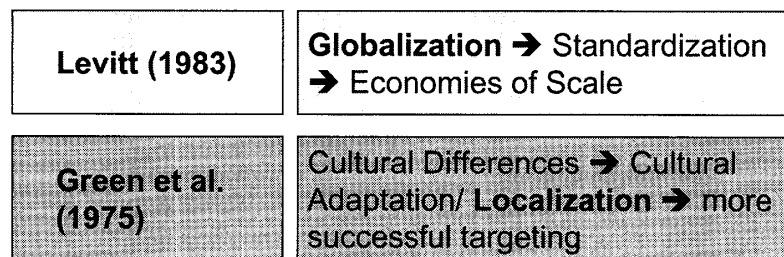 Levitt (1983)
Globalization ➔ Standardization
➔ Economies of Scale
Green et al.
(1975)
Cultural Differences ➔ Cultural
Adaptation/ Localization ➔ more
successful targeting